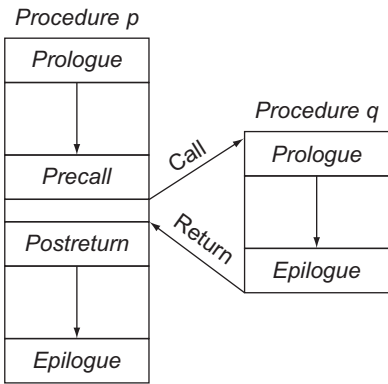 Procedure p
Prologue
Precall
Postreturn
Epilogue
Call
Return
Procedure q
Prologue
Epilogue